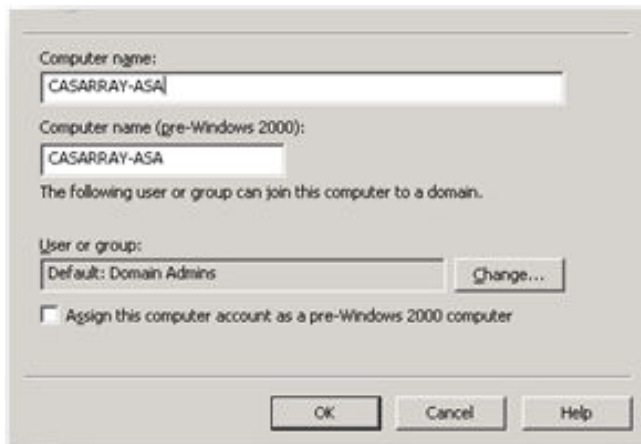 Computer name:
CASARRAY-ASA
Computer name (pre-Windows 2000):
CASARRAY-ASA
The following user or group can join this computer to a domain.
User or group:
Default: Domain Admins
Change...
Assign this computer account as a pre-Windows 2000 computer
OK
Cancel
Help